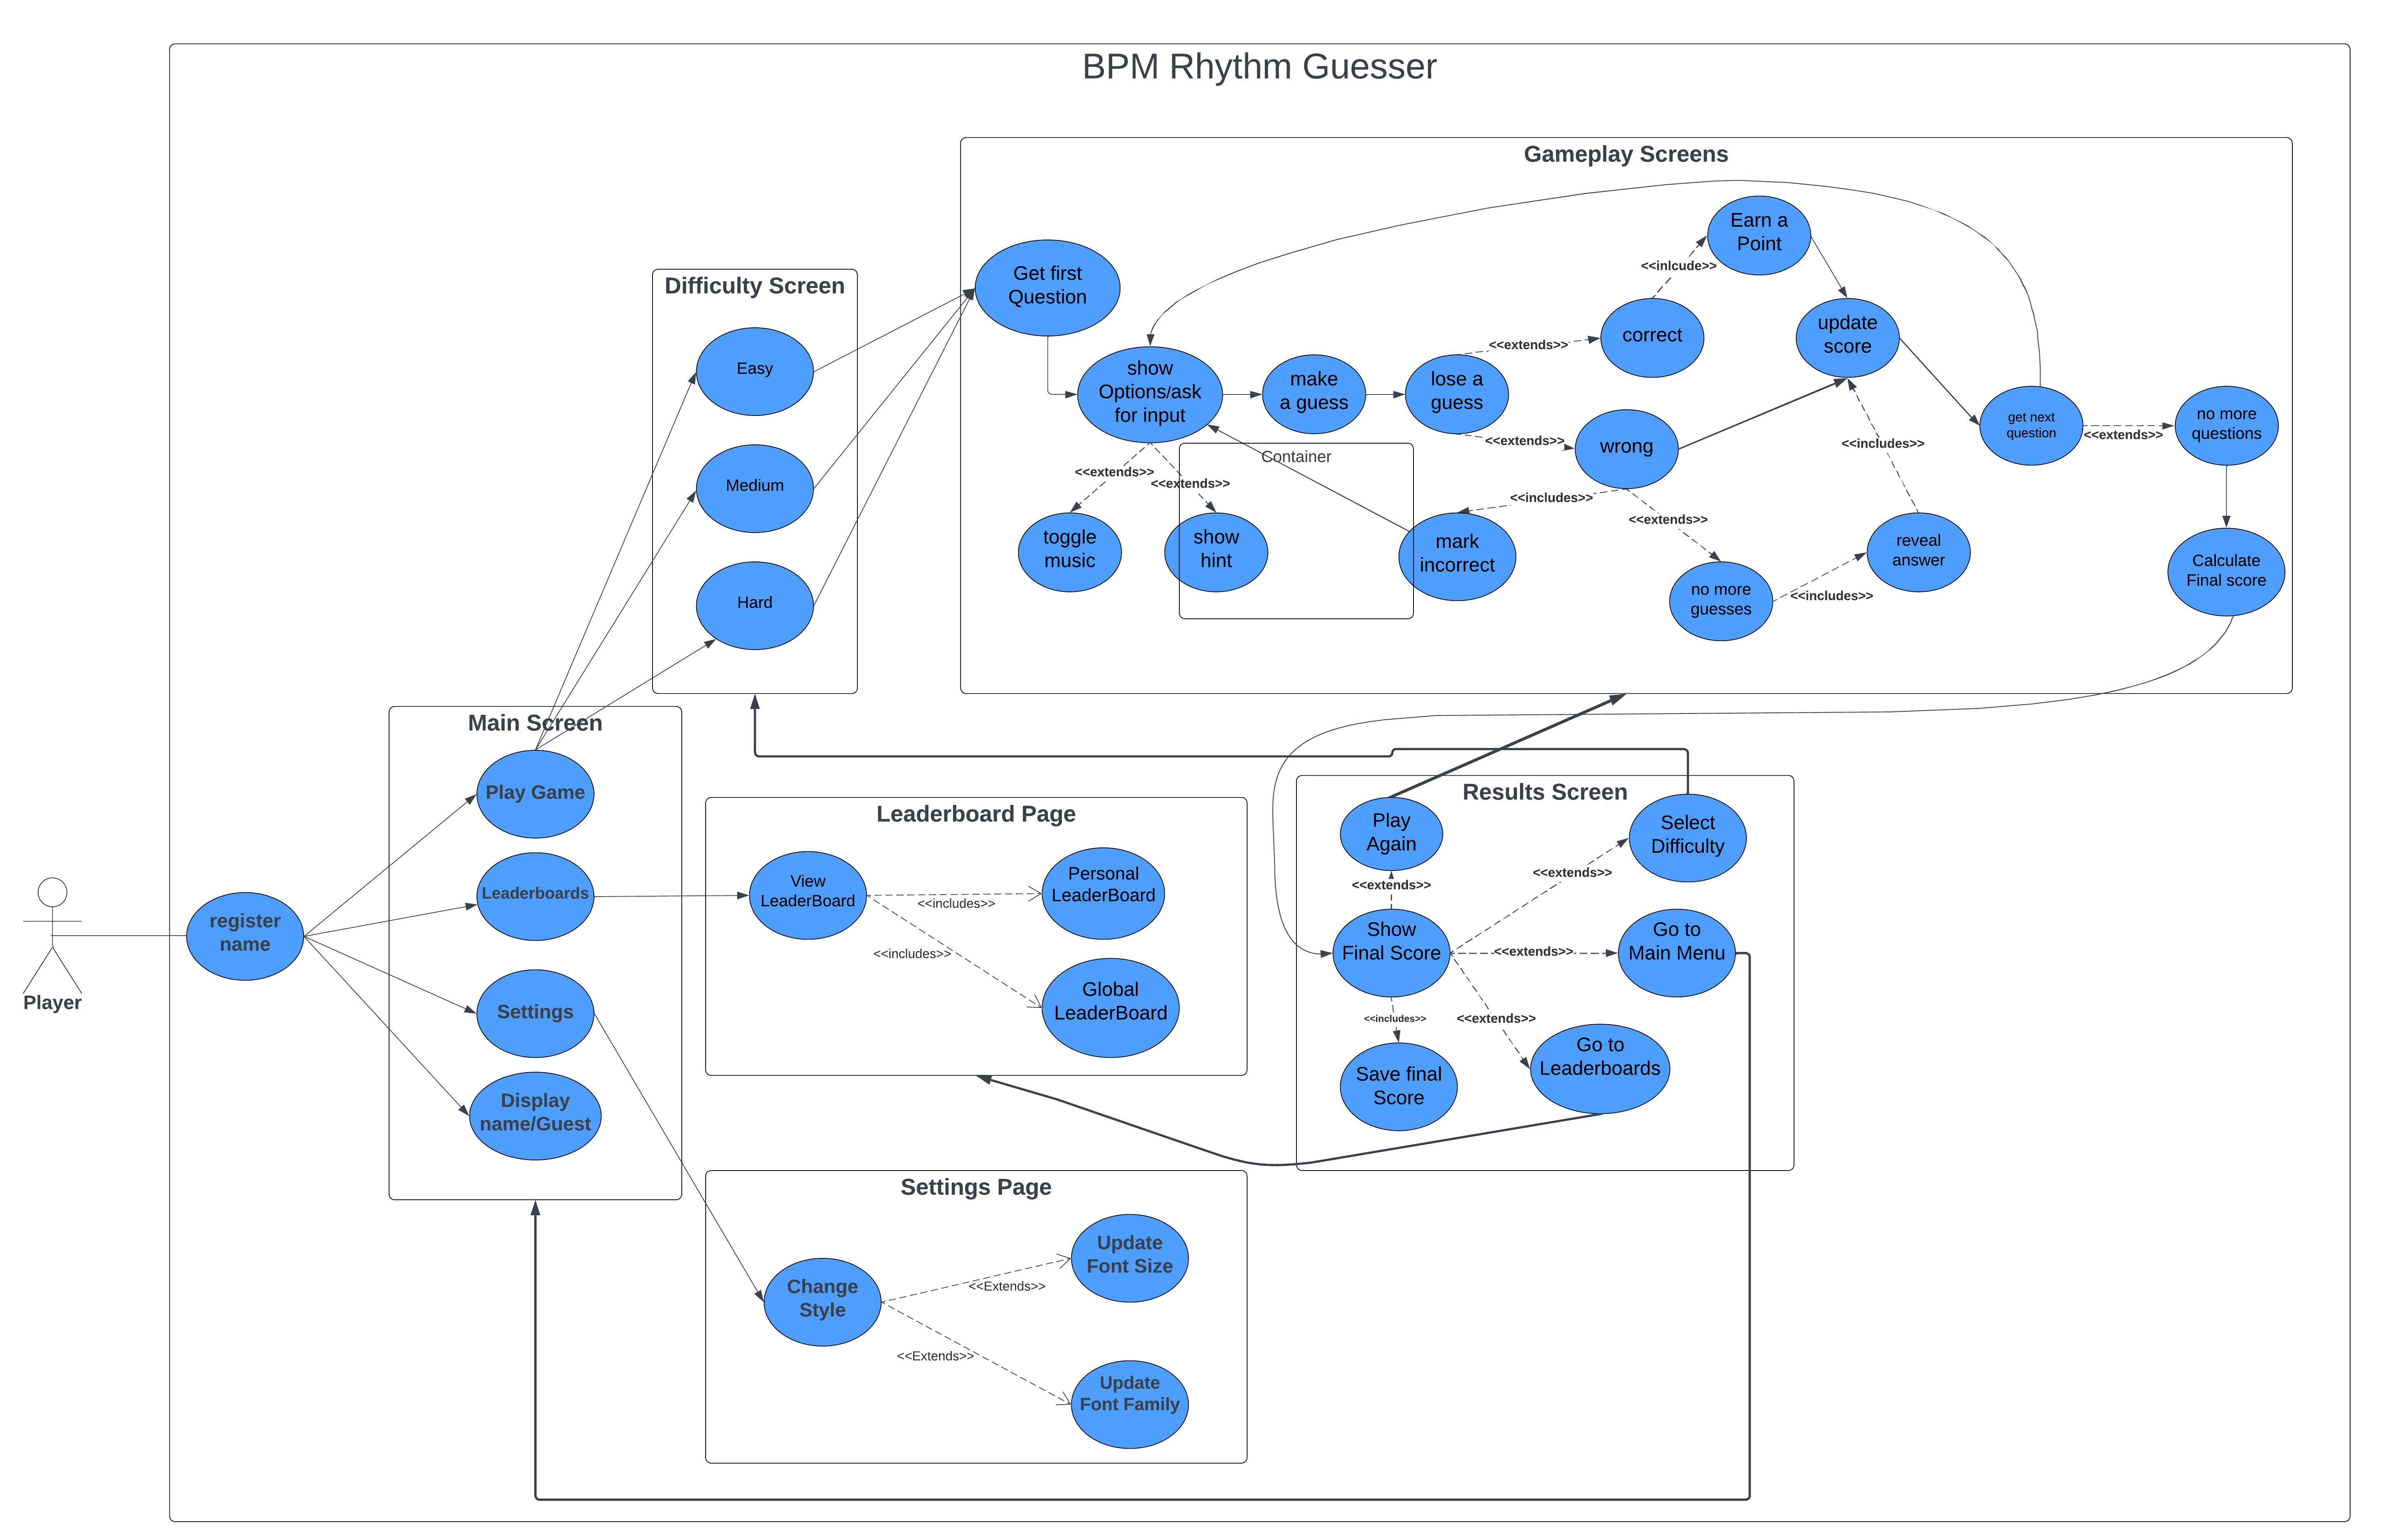 BPM Rhythm Guesser
Gameplay Screens
Earn a
Point
<<inlcude>>
Get first
Question
Difficulty Screen
Easy
Medium
Hard
correct
update
score
<<extends>>
show
Options/ask
for input
make
a guess
lose a
guess
<<extends>>
wrong
<<includes>>
get next
question
<<extends>>
no more
questions
Container
<<extends>>
<<extends>>
<<includes>>
<<extends>>
toggle
music
show
hint
mark
incorrect
reveal
answer
no more
guesses
<<includes>>
Calculate
Final score
Main Screen
Play Game
Leaderboards
Settings
Display
name/Guest
Player
register
name
Leaderboard Page
View
LeaderBoard
<<includes>>
Personal
LeaderBoard
<<includes>>
Global
LeaderBoard
Results Screen
Play
Again
Select
Difficulty
<<extends>>
<<extends>>
Show
Final Score
<<extends>>
Go to
Main Menu
<<includes>>
<<extends>>
Save final
Score
Go to
Leaderboards
Settings Page
Change
Style
<<Extends>>
Update
Font Size
<<Extends>>
Update
Font Family